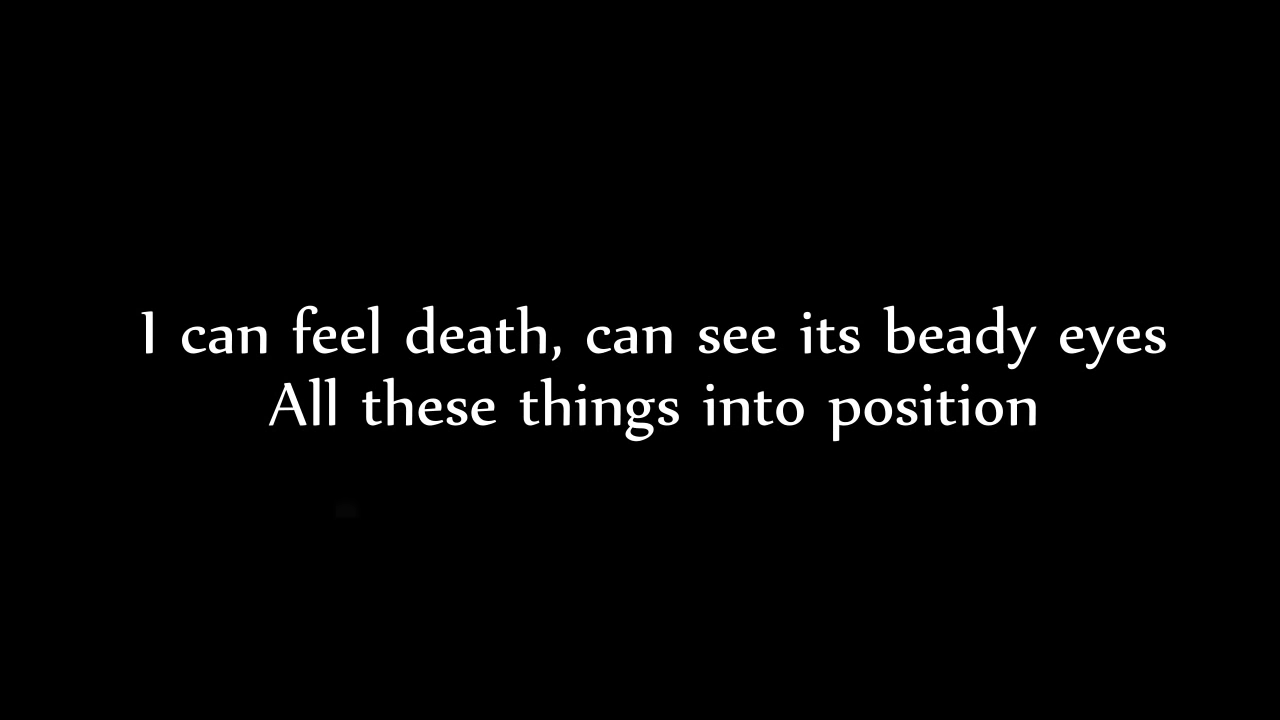 I can feel death, can see its beady eyes
All these things into position